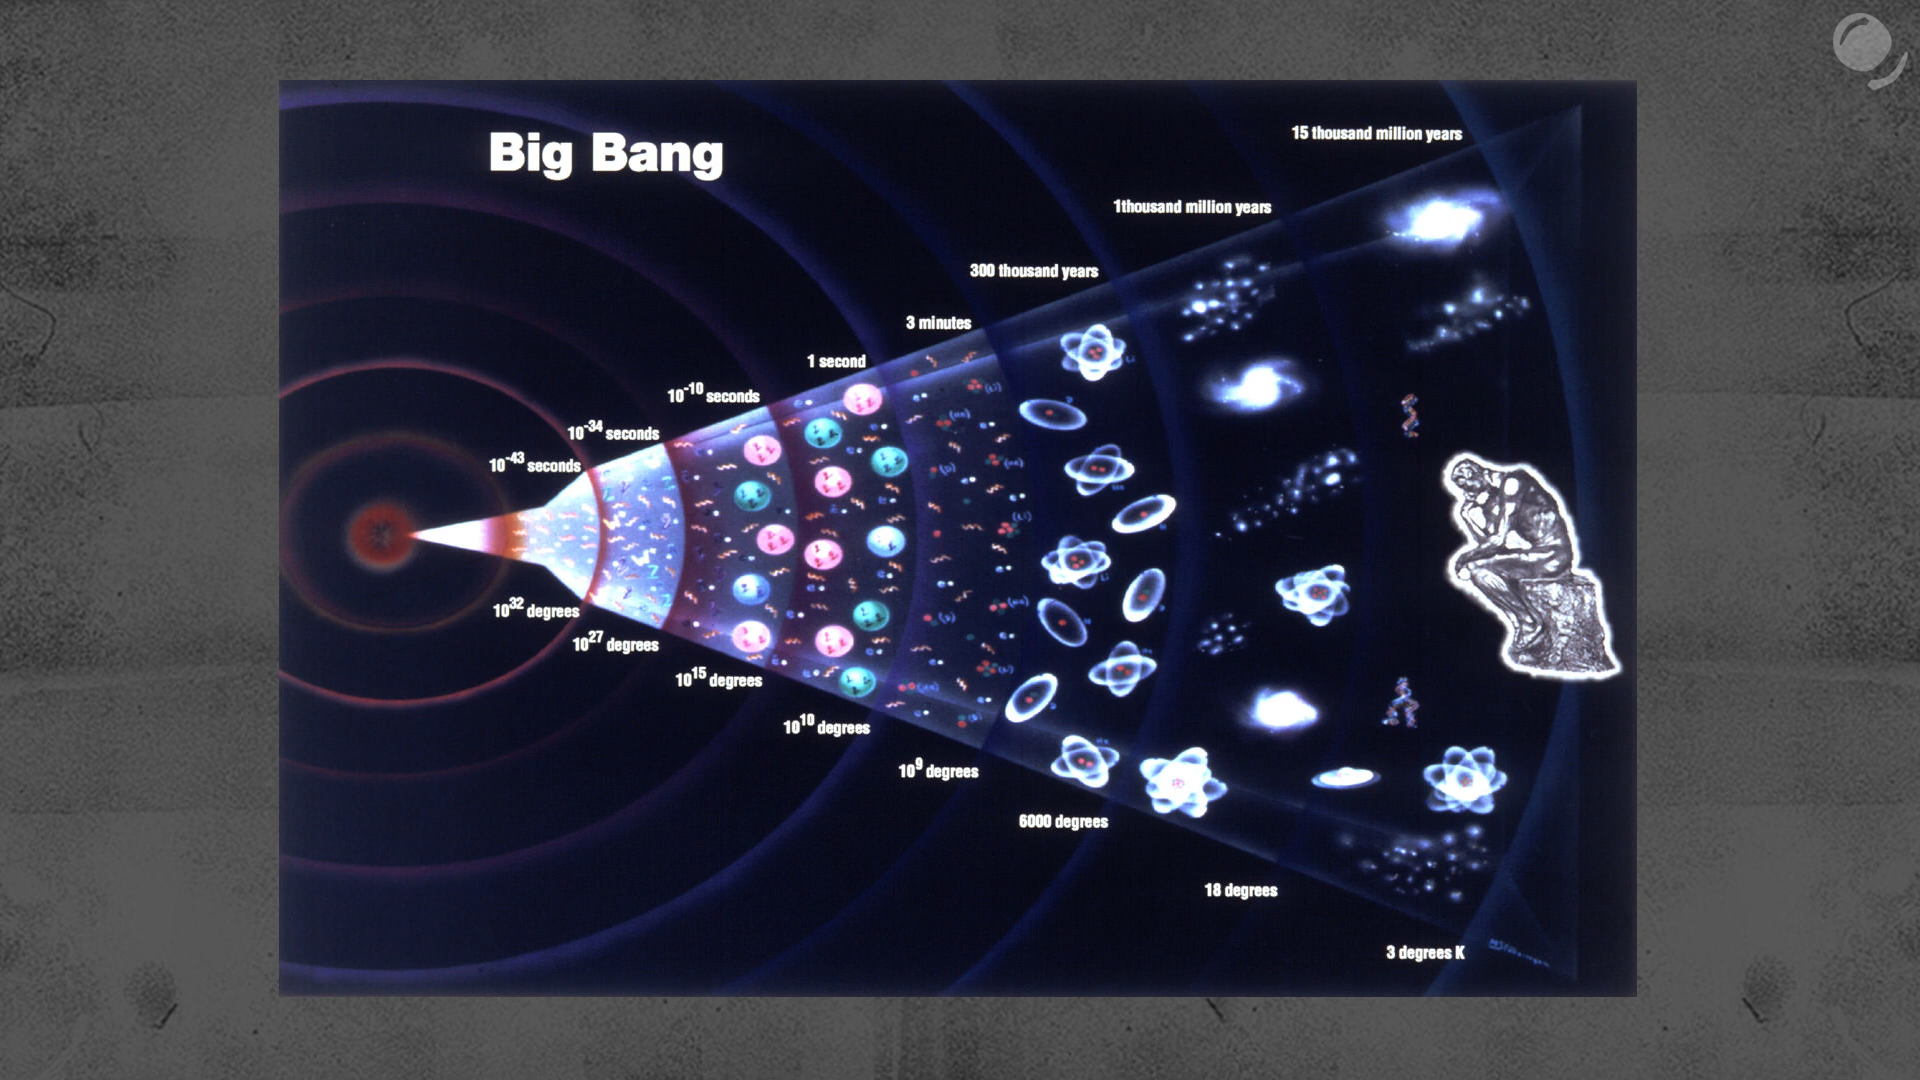 Big Bang
15 thousand million years
1thousand million years
300 thousand years
3 minutes
1 second
10-10 seconds
10-34 seconds
10-43 seconds
1032 degrees
1027 degrees
1015 degrees
1010 degrees
109 degrees
6000 degrees
18 degrees
3 degrees K